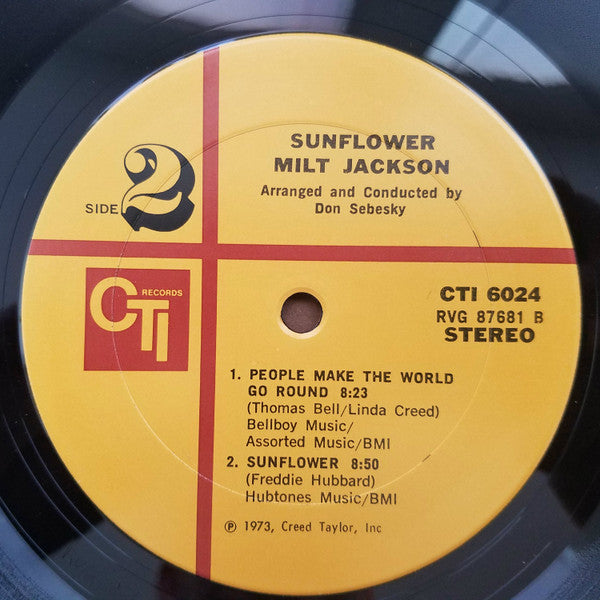 SUNFLOWER
MILT JACKSON
Arranged and Conducted by
Don Sebesky
SIDE 2
CTI RECORDS
CTI 6024
RVG 87681 B
STEREO
1. PEOPLE MAKE THE WORLD
GO ROUND 8:23
(Thomas Bell/Linda Creed)
Bellboy Music/
Assorted Music/BMI
2. SUNFLOWER 8:50
(Freddie Hubbard)
Hubtones Music/BMI
℗ 1973, Creed Taylor, Inc